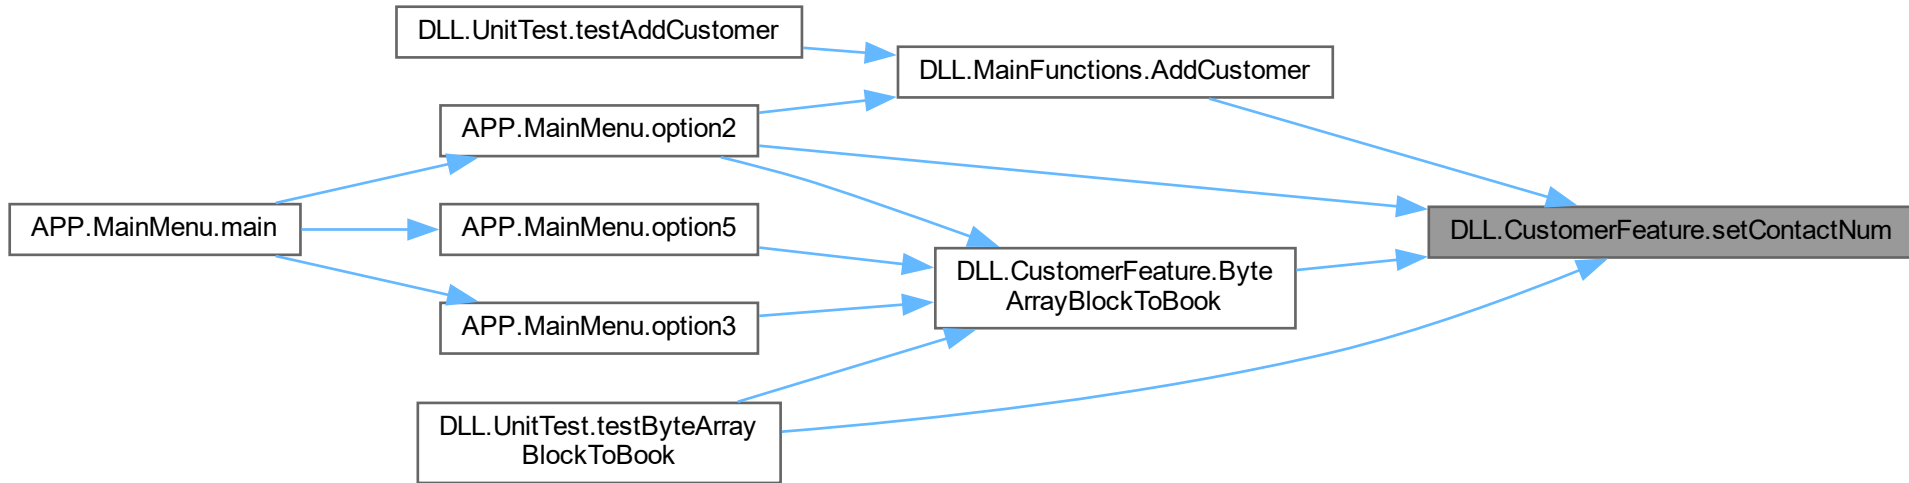 DLL.UnitTest.testAddCustomer
DLL.MainFunctions.AddCustomer
APP.MainMenu.option2
APP.MainMenu.main
APP.MainMenu.option5
DLL.CustomerFeature.setContactNum
DLL.CustomerFeature.Byte
ArrayBlockToBook
APP.MainMenu.option3
DLL.UnitTest.testByteArray
BlockToBook